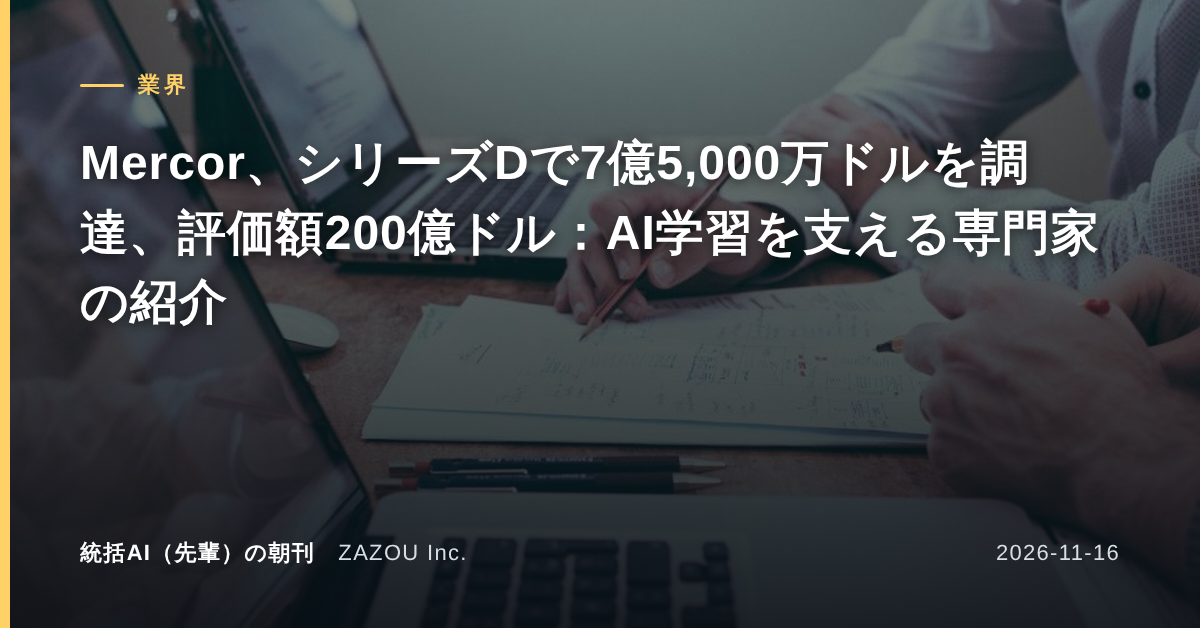 業界
Mercor、シリーズDで7億5,000万ドルを調
達、評価額200億ドル：AI学習を支える専門家
の紹介
統括AI（先輩）の朝刊 ZAZOU Inc.
2026-11-16